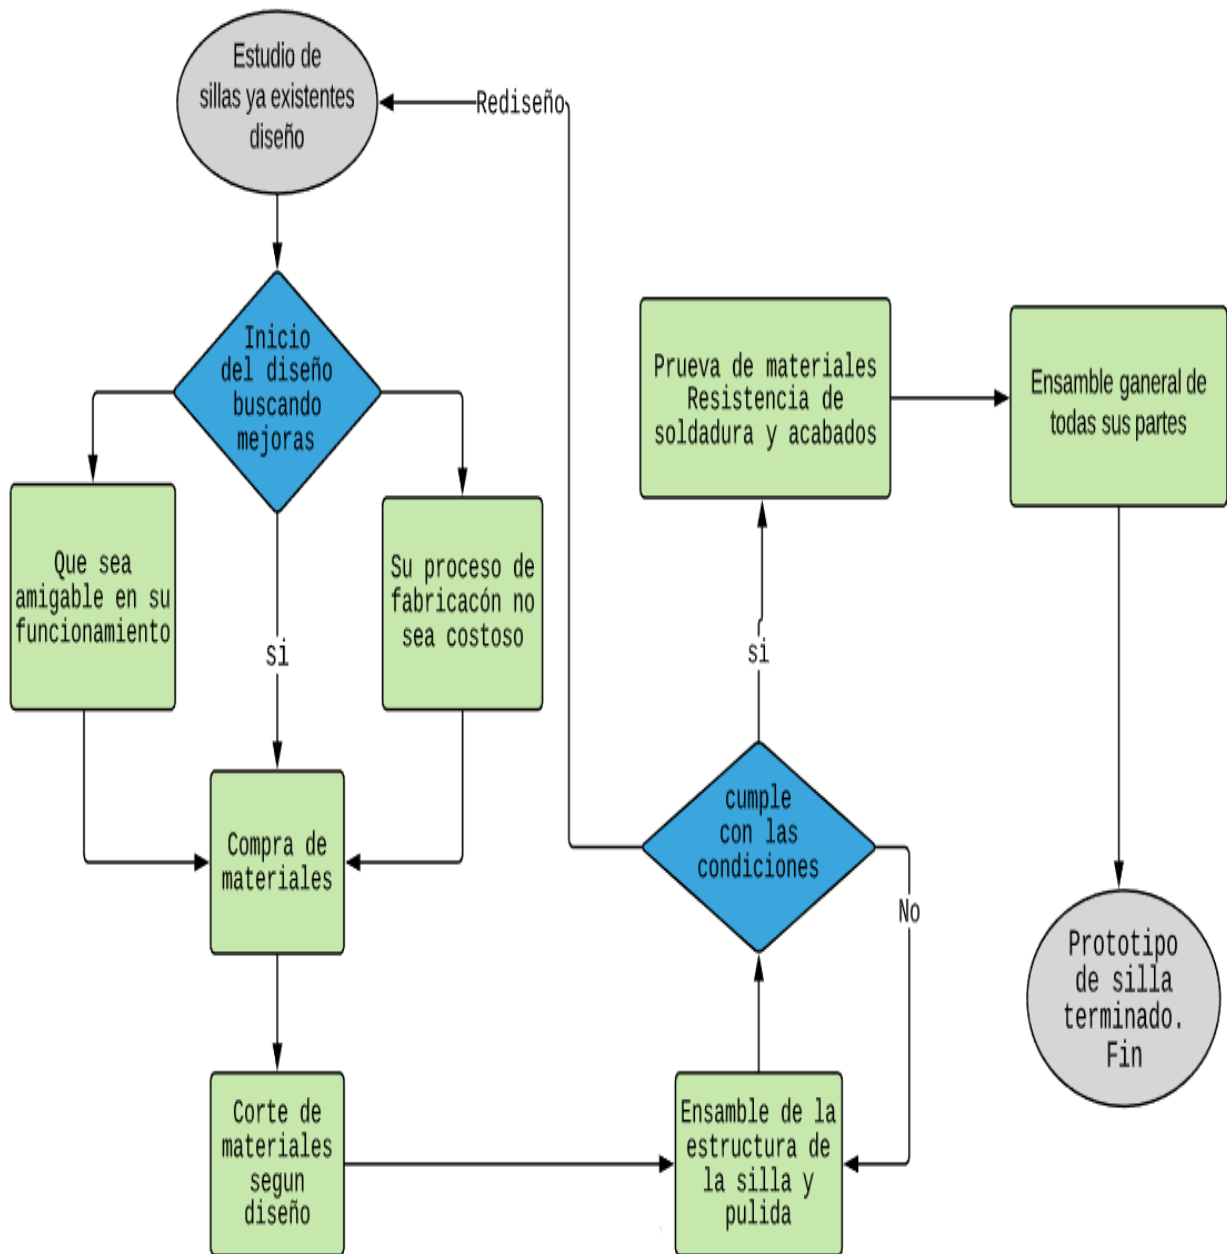 Estudio de
sillas ya existentes
diseño
Rediseño
Inicio
del diseño
buscando
mejoras
Que sea
amigable en su
funcionamiento
si
Su proceso de
fabricacón no
sea costoso
Compra de
materiales
Corte de
materiales
segun
diseño
Ensamble de la
estructura de
la silla y
pulida
cumple
con las
condiciones
No
si
Prueva de materiales
Resistencia de
soldadura y acabados
Ensamble ganeral de
todas sus partes
Prototipo
de silla
terminado.
Fin